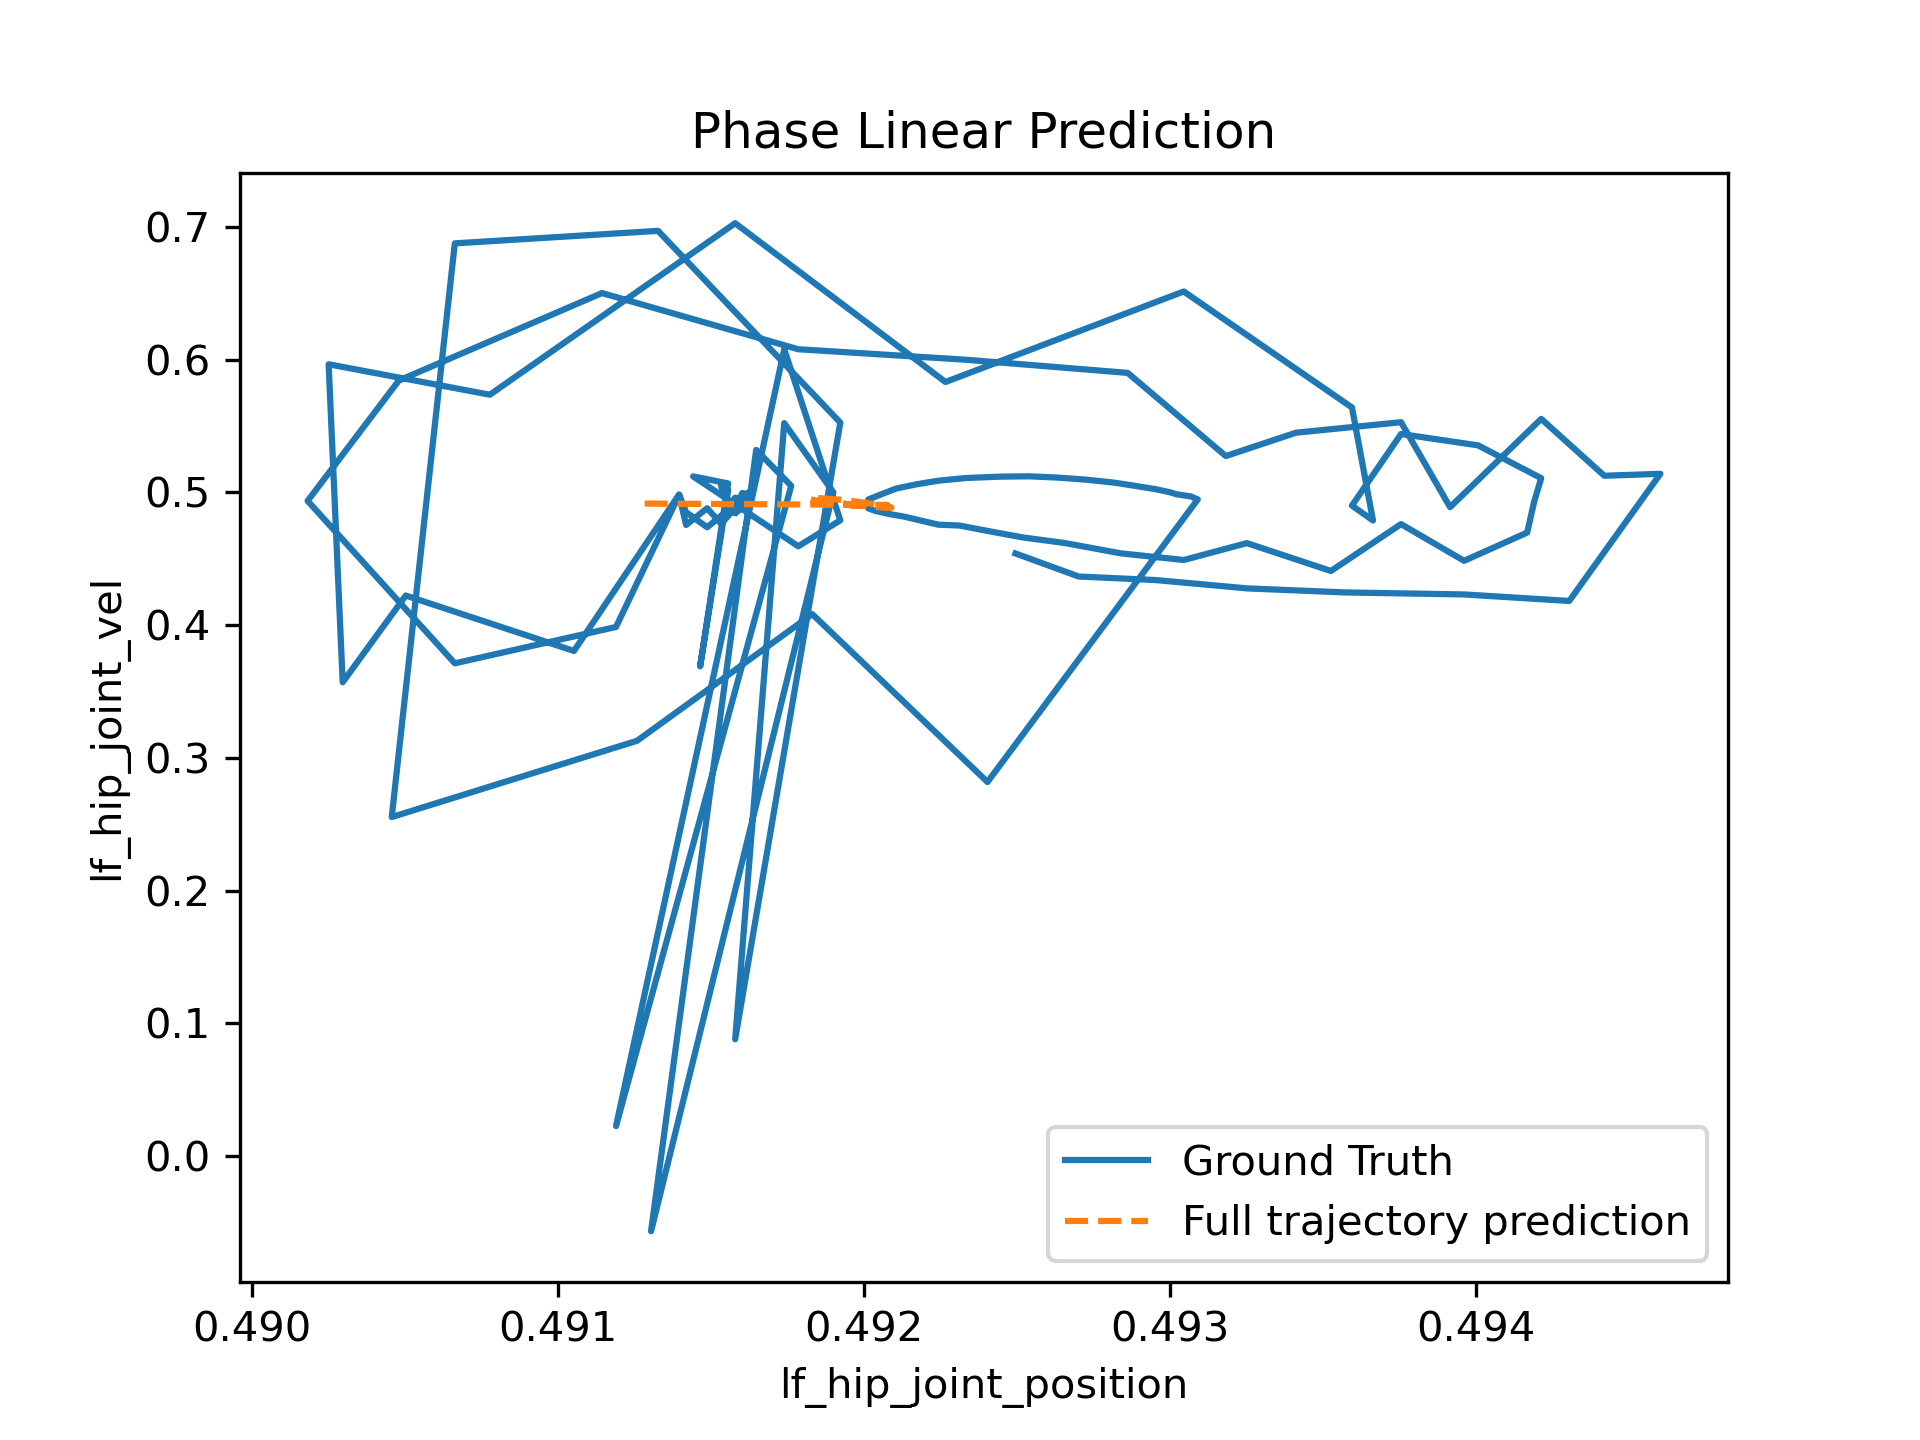 Phase Linear Prediction
lf_hip_joint_vel
0.7
0.6
0.5
0.4
0.3
0.2
0.1
0.0
Ground Truth
Full trajectory prediction
0.490 0.491 0.492 0.493 0.494
lf_hip_joint_position